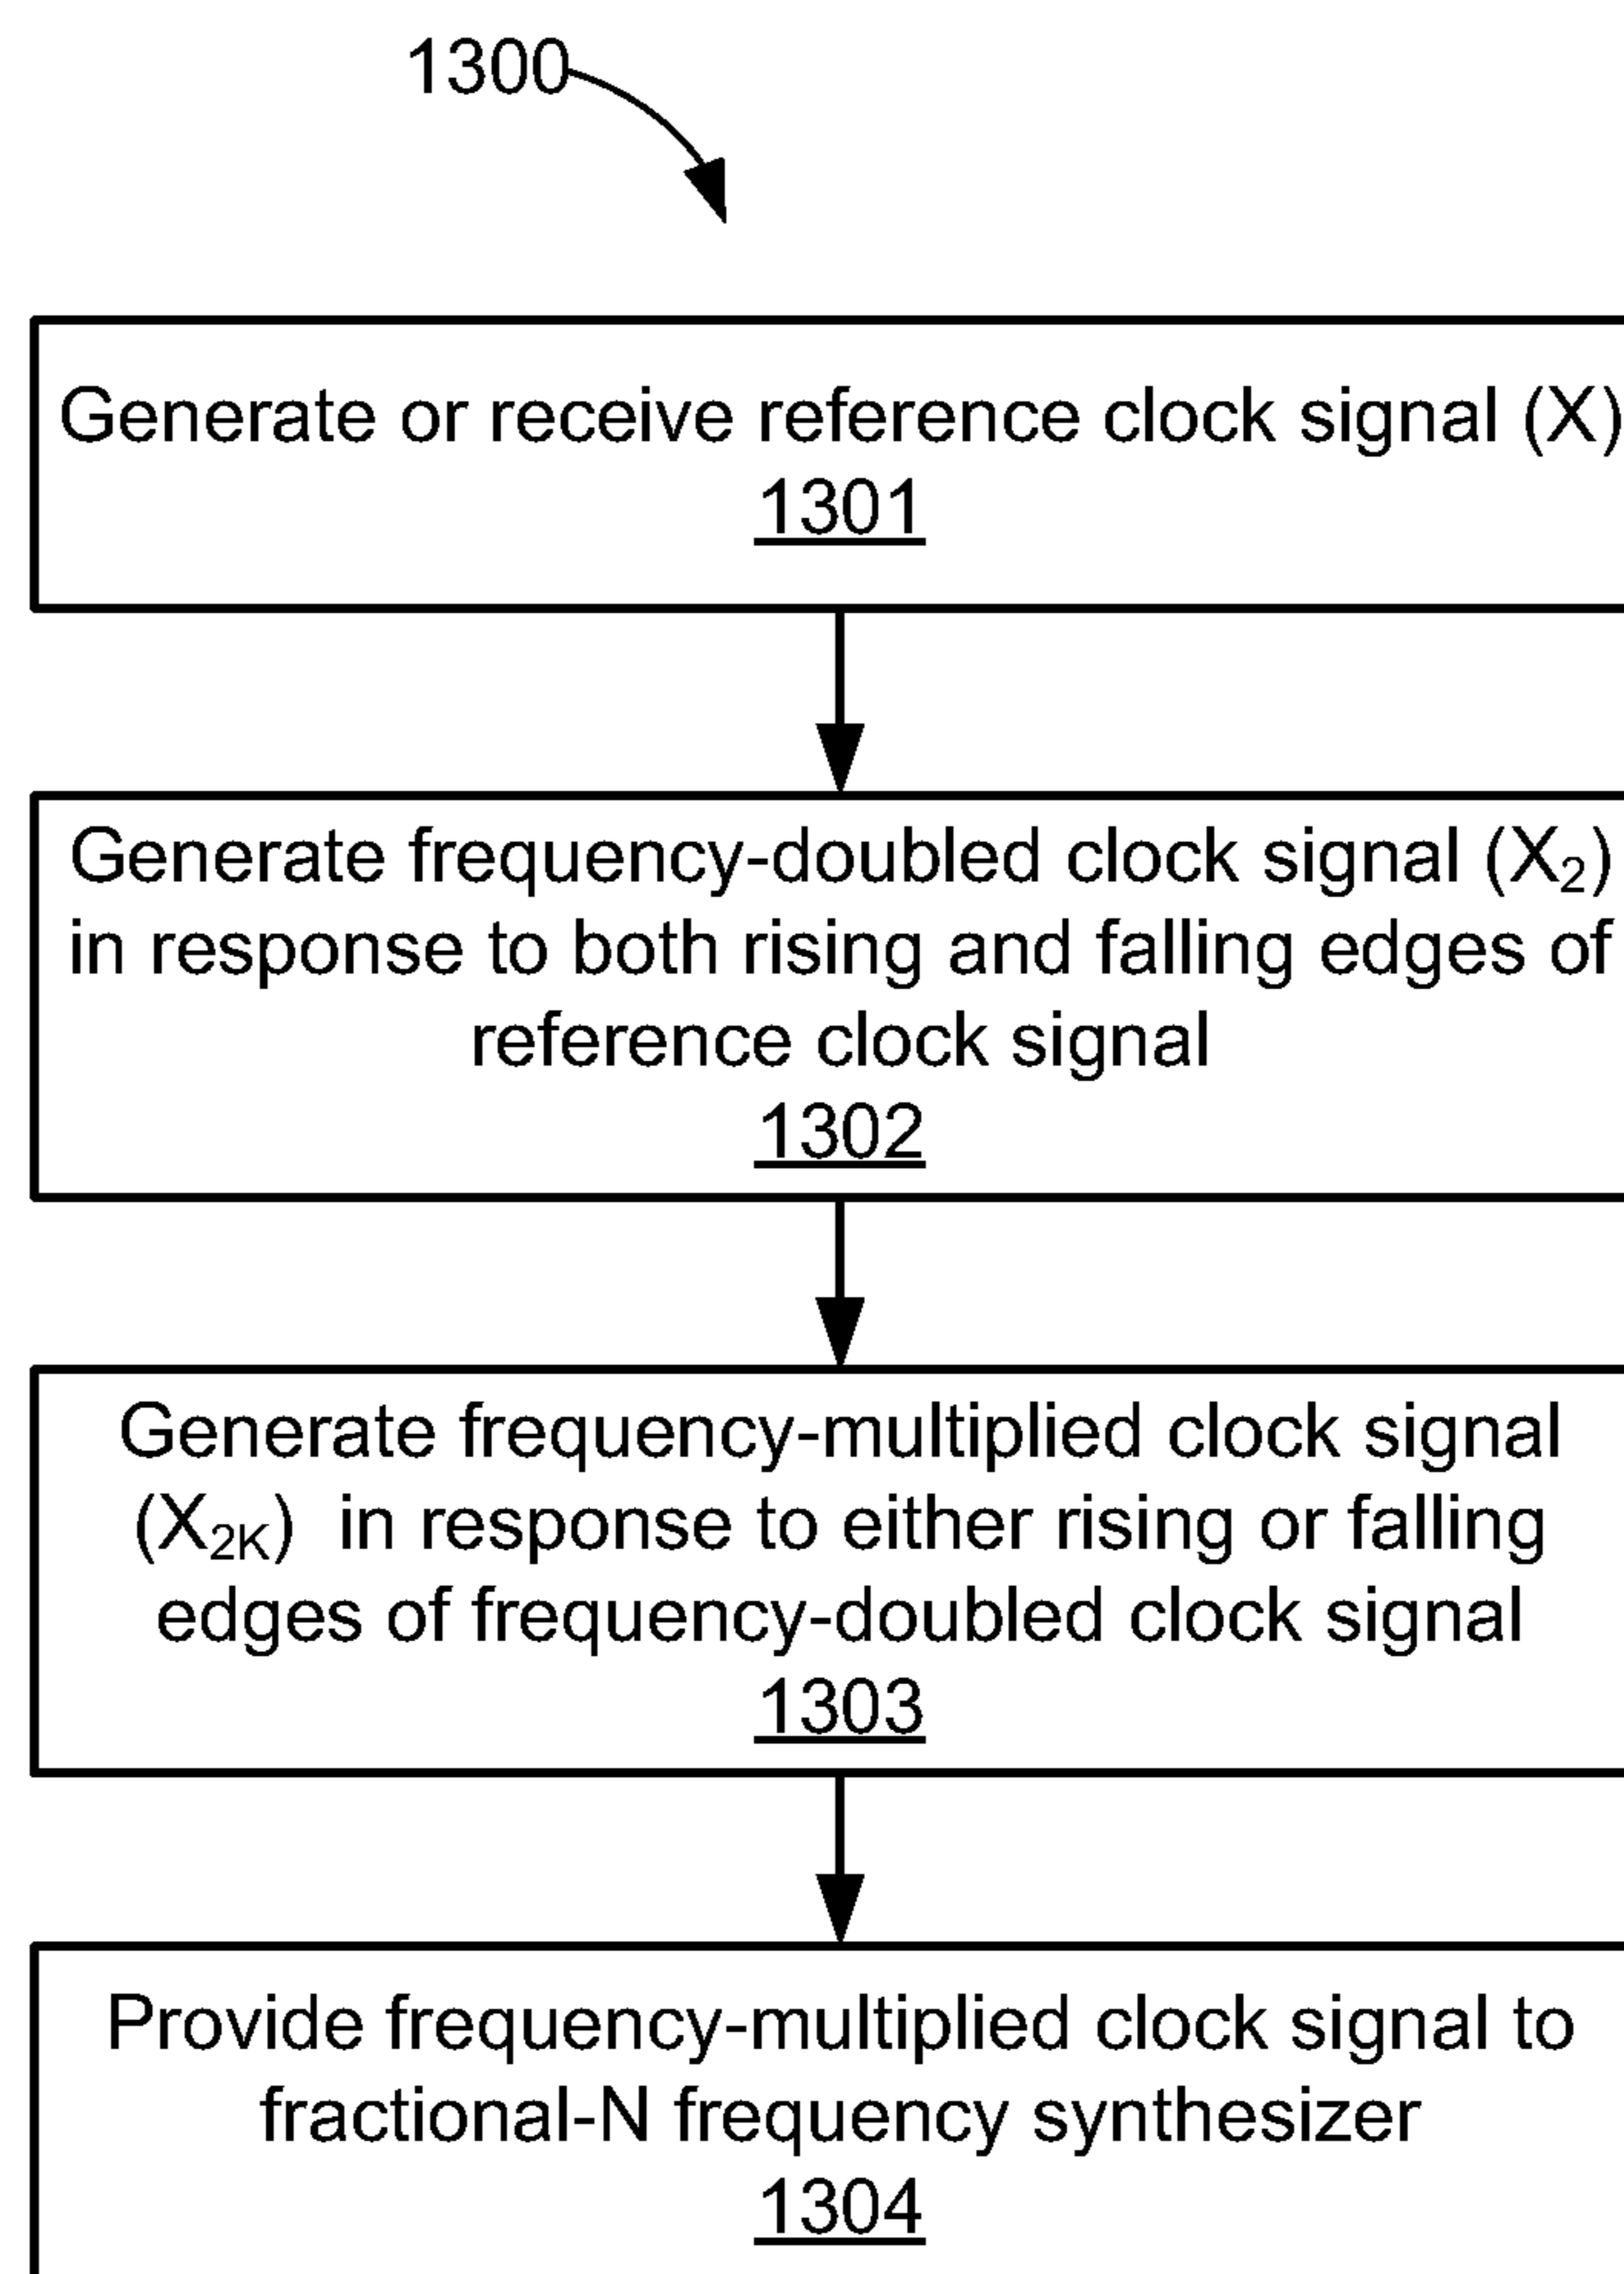 1300
Generate or receive reference clock signal (X)
1301
Generate frequency-doubled clock signal (X₂)
in response to both rising and falling edges of
reference clock signal
1302
Generate frequency-multiplied clock signal
(X₂ₖ) in response to either rising or falling
edges of frequency-doubled clock signal
1303
Provide frequency-multiplied clock signal to
fractional-N frequency synthesizer
1304